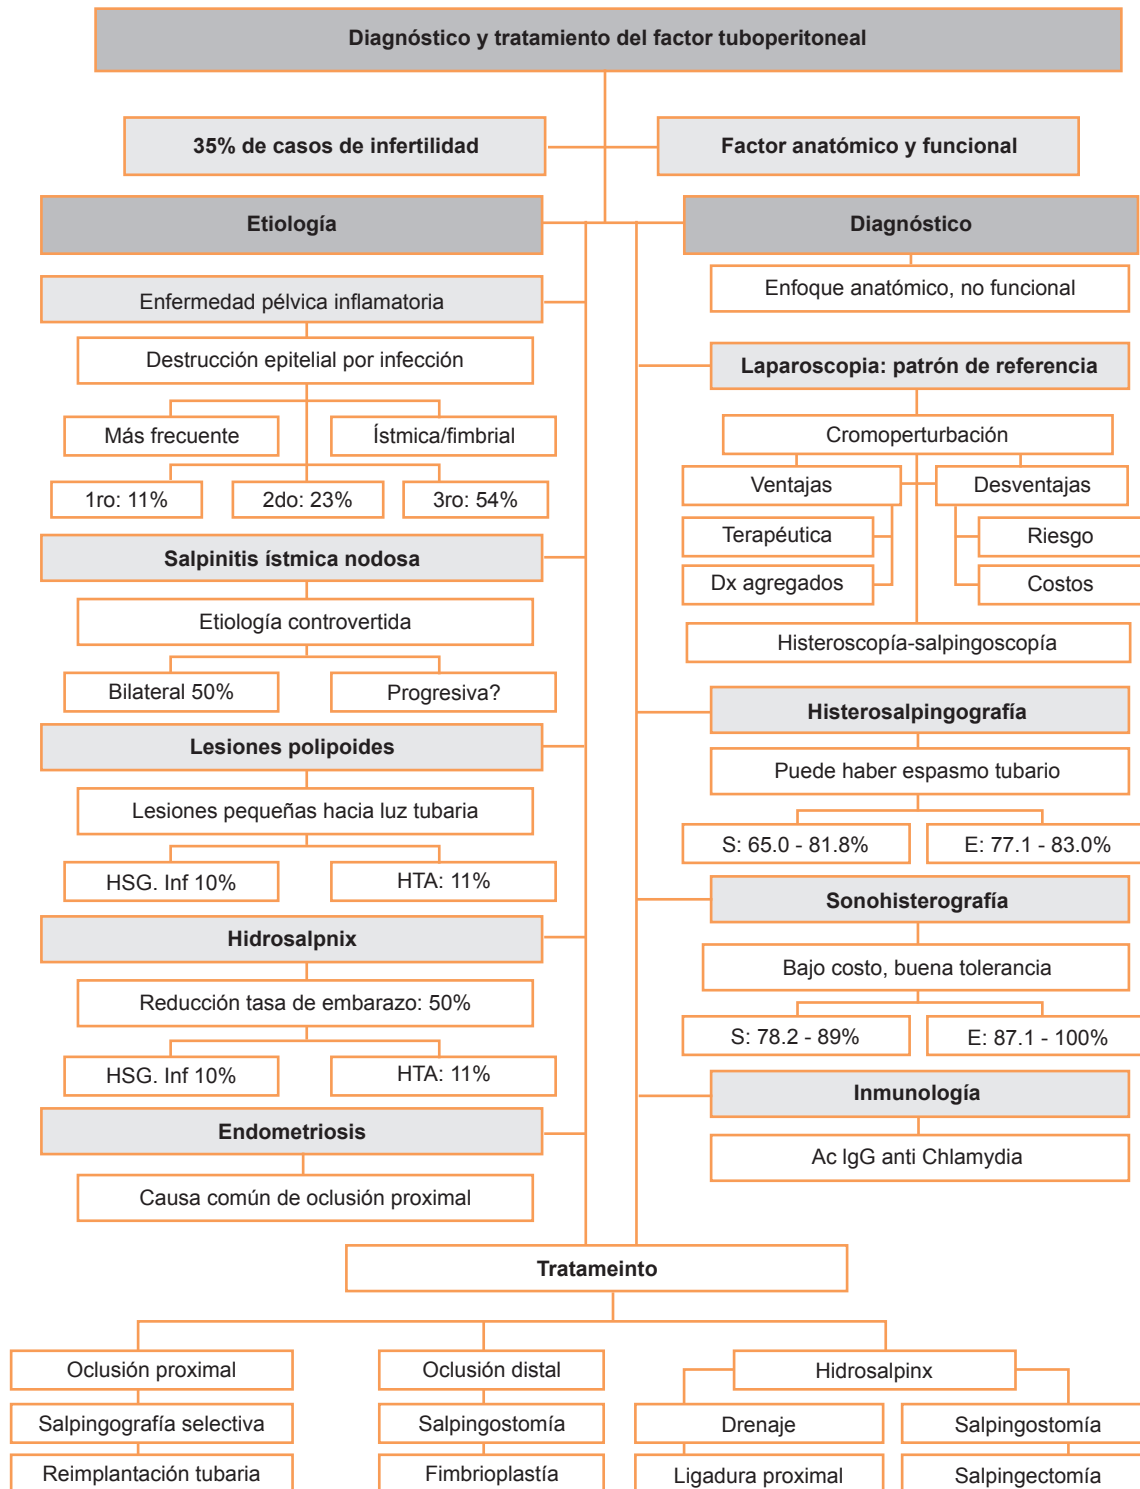 Diagnóstico y tratamiento del factor tuboperitoneal
35% de casos de infertilidad
Factor anatómico y funcional
Etiología
Enfermedad pélvica inflamatoria
Destrucción epitelial por infección
Más frecuente
Ístmica/fimbrial
1ro: 11%
2do: 23%
3ro: 54%
Salpinitis ístmica nodosa
Etiología controvertida
Bilateral 50%
Progresiva?
Lesiones polipoides
Lesiones pequeñas hacia luz tubaria
HSG. Inf 10%
HTA: 11%
Hidrosalpnix
Reducción tasa de embarazo: 50%
HSG. Inf 10%
HTA: 11%
Endometriosis
Causa común de oclusión proximal
Diagnóstico
Enfoque anatómico, no funcional
Laparoscopia: patrón de referencia
Cromoperturbación
Ventajas
Desventajas
Terapéutica
Riesgo
Dx agregados
Costos
Histeroscopía-salpingoscopía
Histerosalpingografía
Puede haber espasmo tubario
S: 65.0 - 81.8%
E: 77.1 - 83.0%
Sonohisterografía
Bajo costo, buena tolerancia
S: 78.2 - 89%
E: 87.1 - 100%
Inmunología
Ac IgG anti Chlamydia
Tratameinto
Oclusión proximal
Salpingografía selectiva
Reimplantación tubaria
Oclusión distal
Salpingostomía
Fimbrioplastía
Hidrosalpinx
Drenaje
Salpingostomía
Ligadura proximal
Salpingectomía